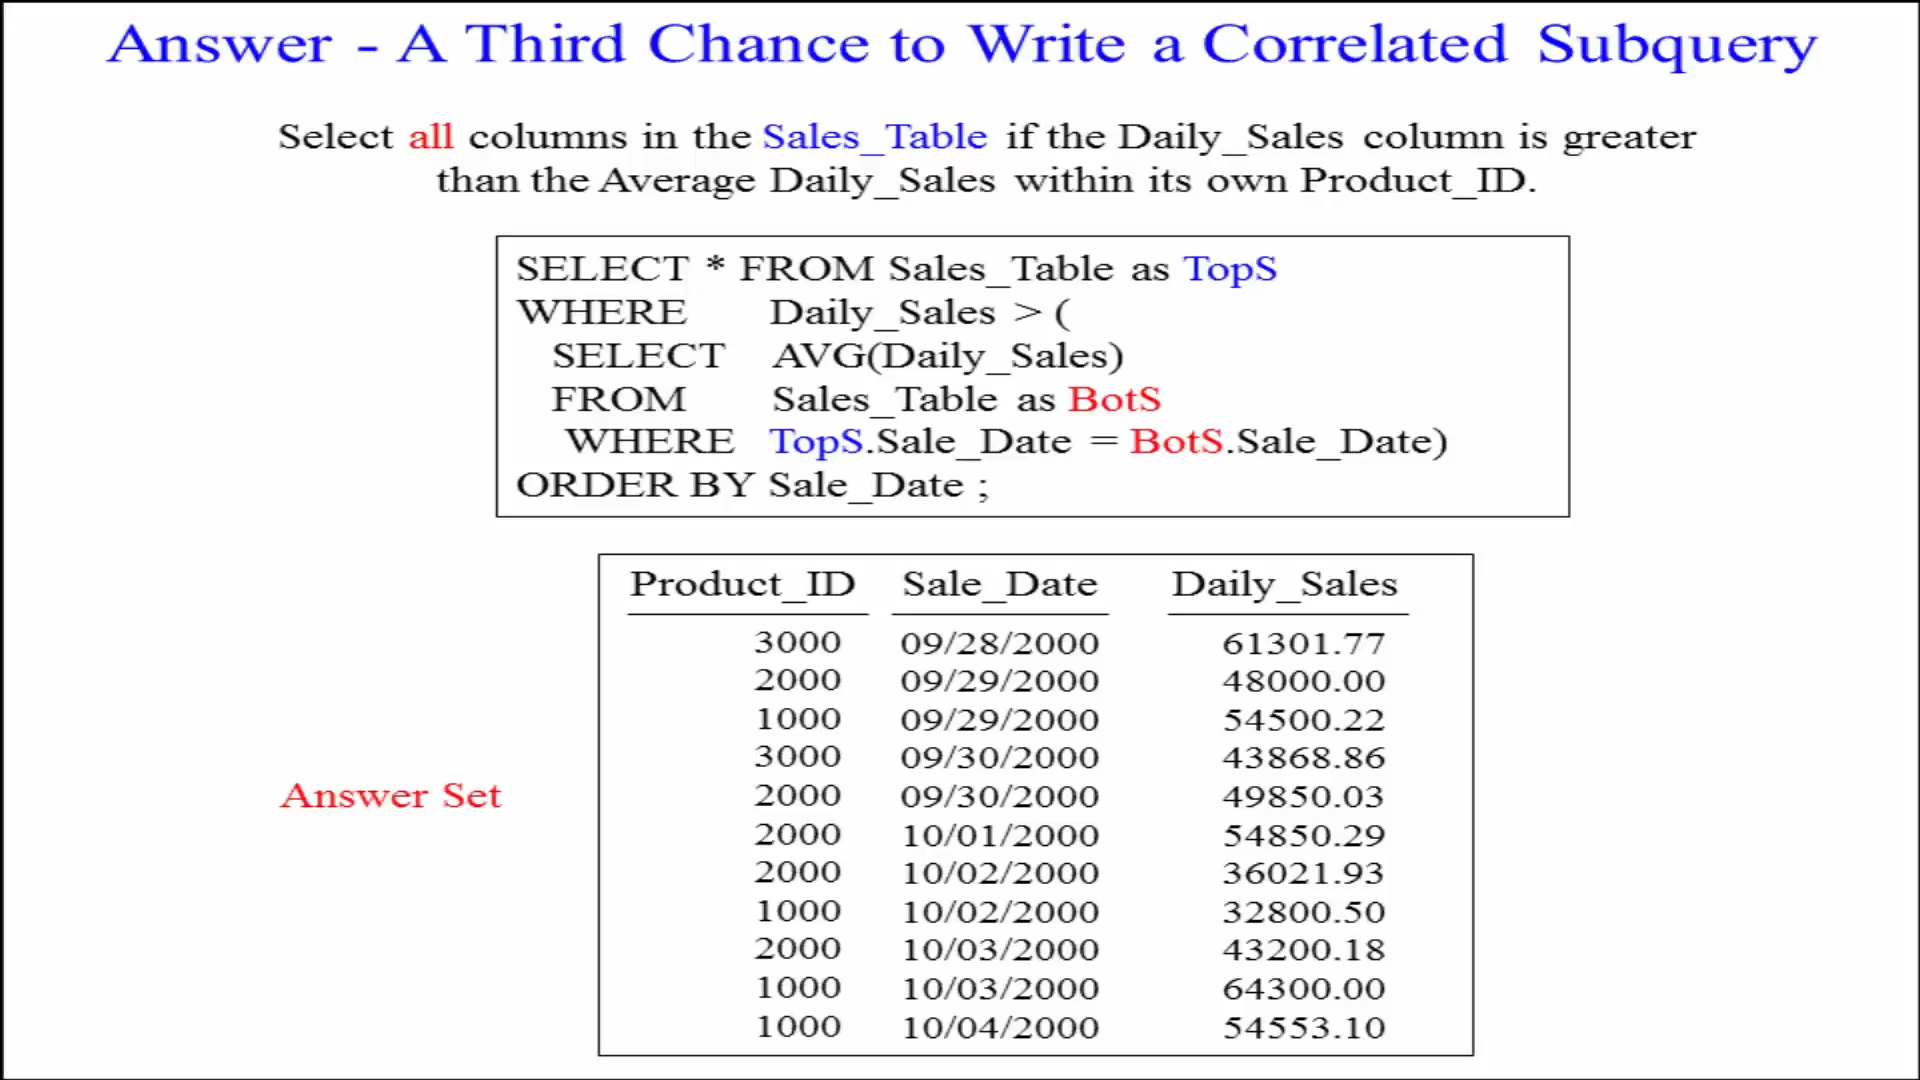 Answer - A Third Chance to Write a Correlated Subquery
Select all columns in the Sales_Table if the Daily_Sales column is greater
than the Average Daily_Sales within its own Product_ID.
SELECT * FROM Sales_Table as TopS
WHERE Daily_Sales > (
SELECT AVG(Daily_Sales)
FROM Sales_Table as BotS
WHERE TopS.Sale_Date = BotS.Sale_Date)
ORDER BY Sale_Date ;
Product_ID Sale_Date Daily_Sales
3000 09/28/2000 61301.77
2000 09/29/2000 48000.00
1000 09/29/2000 54500.22
3000 09/30/2000 43868.86
Answer Set 2000 09/30/2000 49850.03
2000 10/01/2000 54850.29
2000 10/02/2000 36021.93
1000 10/02/2000 32800.50
2000 10/03/2000 43200.18
1000 10/03/2000 64300.00
1000 10/04/2000 54553.10